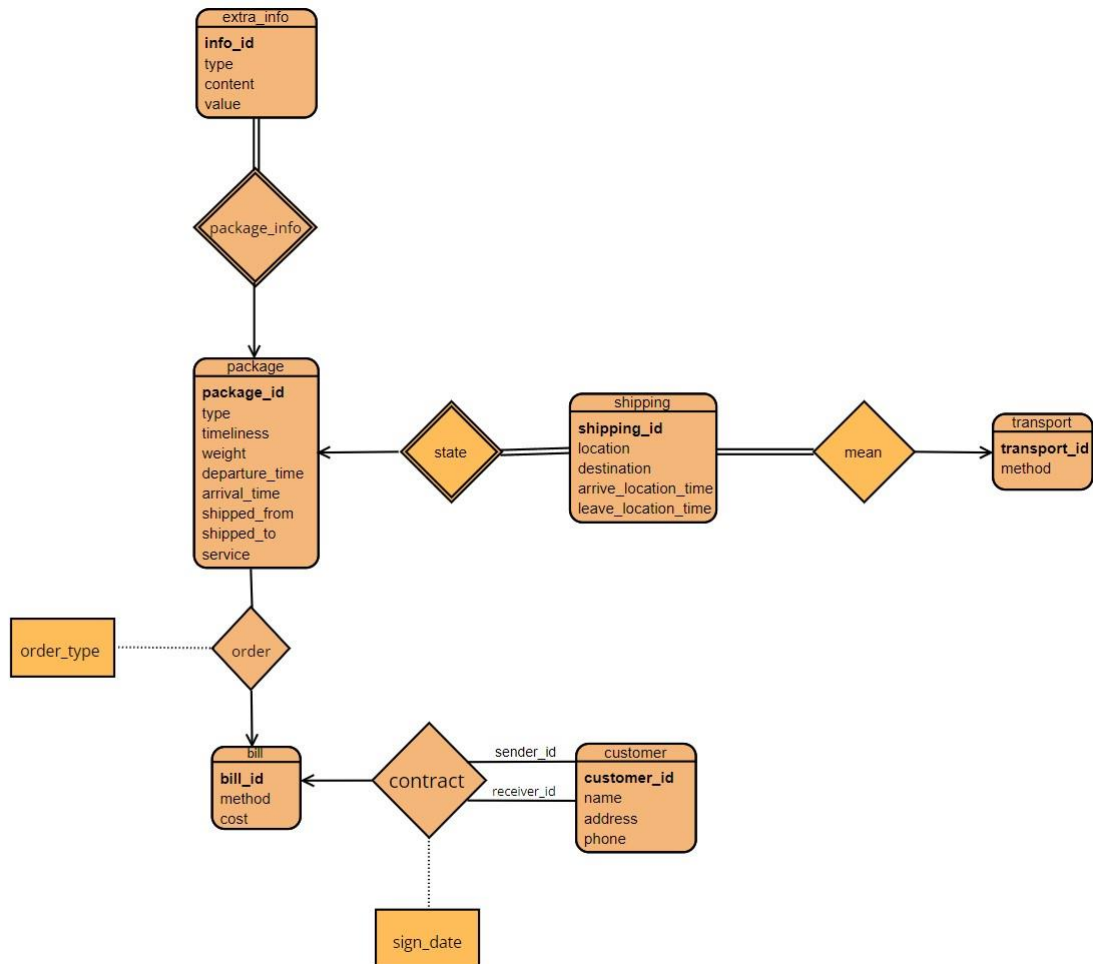 extra_info
info_id
type
content
value
package_info
package
package_id
type
timeliness
weight
departure_time
arrival_time
shipped_from
shipped_to
service
state
shipping
shipping_id
location
destination
arrive_location_time
leave_location_time
mean
transport
transport_id
method
order_type
order
bill
bill_id
method
cost
contract
sender_id
receiver_id
customer
customer_id
name
address
phone
sign_date